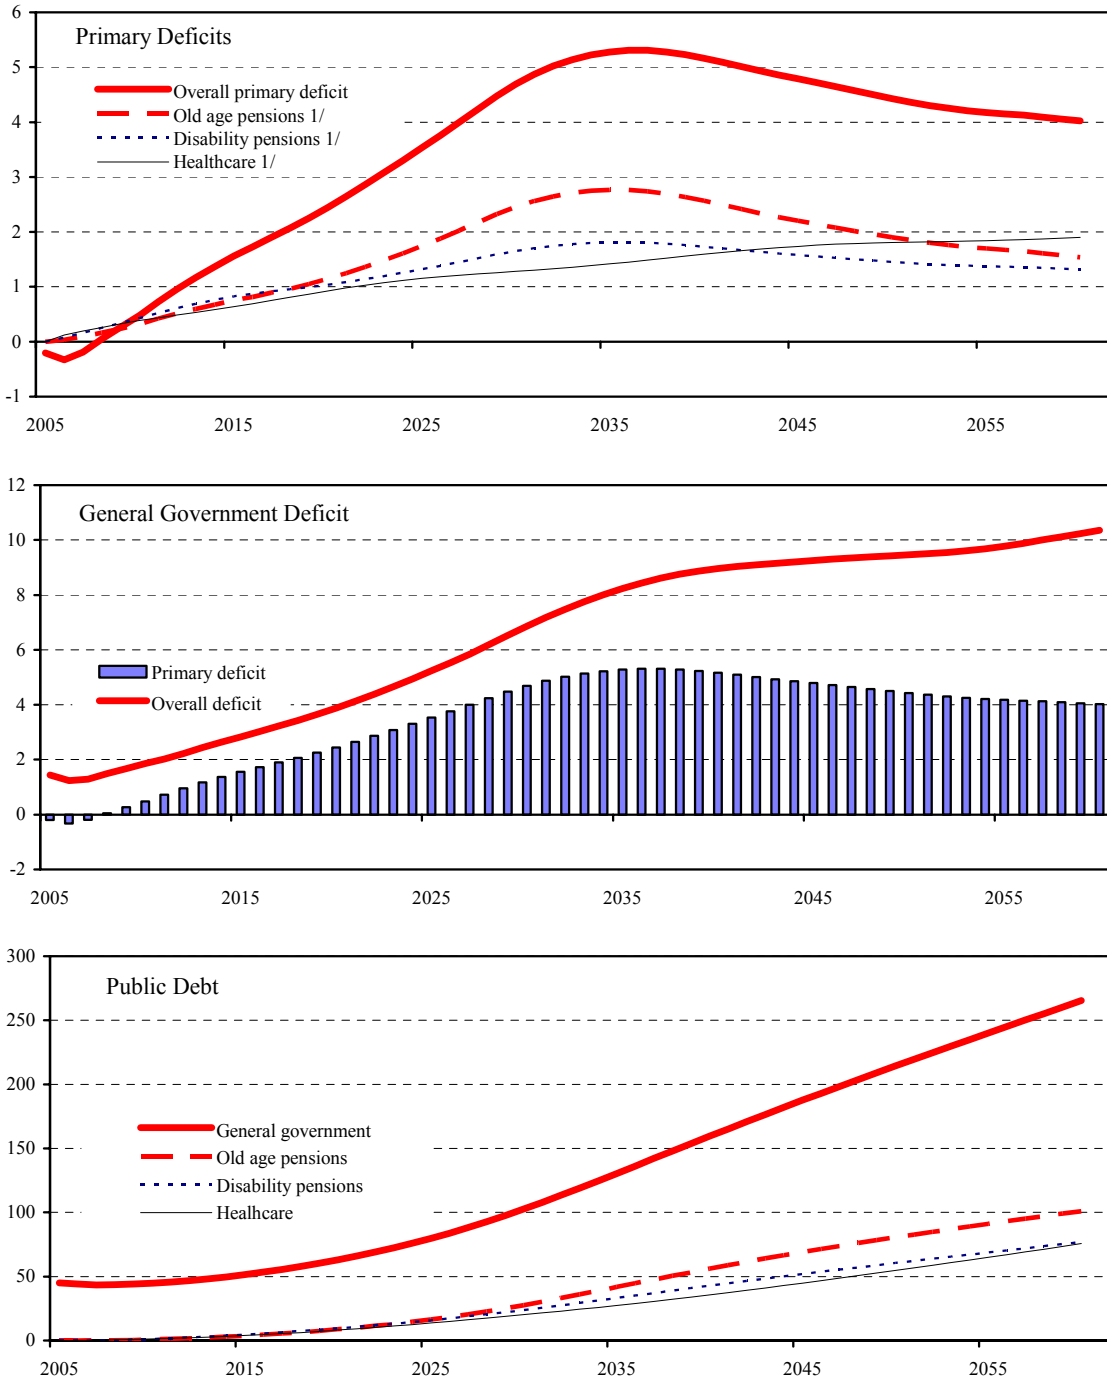 6
Primary Deficits
5
Overall primary deficit
Old age pensions 1/
4
Disability pensions 1/
Healthcare 1/
3
2
1
0
-1
2005 2015 2025 2035 2045 2055
12
General Government Deficit
10
8
6
Primary deficit
4
Overall deficit
2
0
-2
2005 2015 2025 2035 2045 2055
300
Public Debt
250
200
150
General government
Old age pensions
Disability pensions
100
Healhcare
50
0
2005 2015 2025 2035 2045 2055